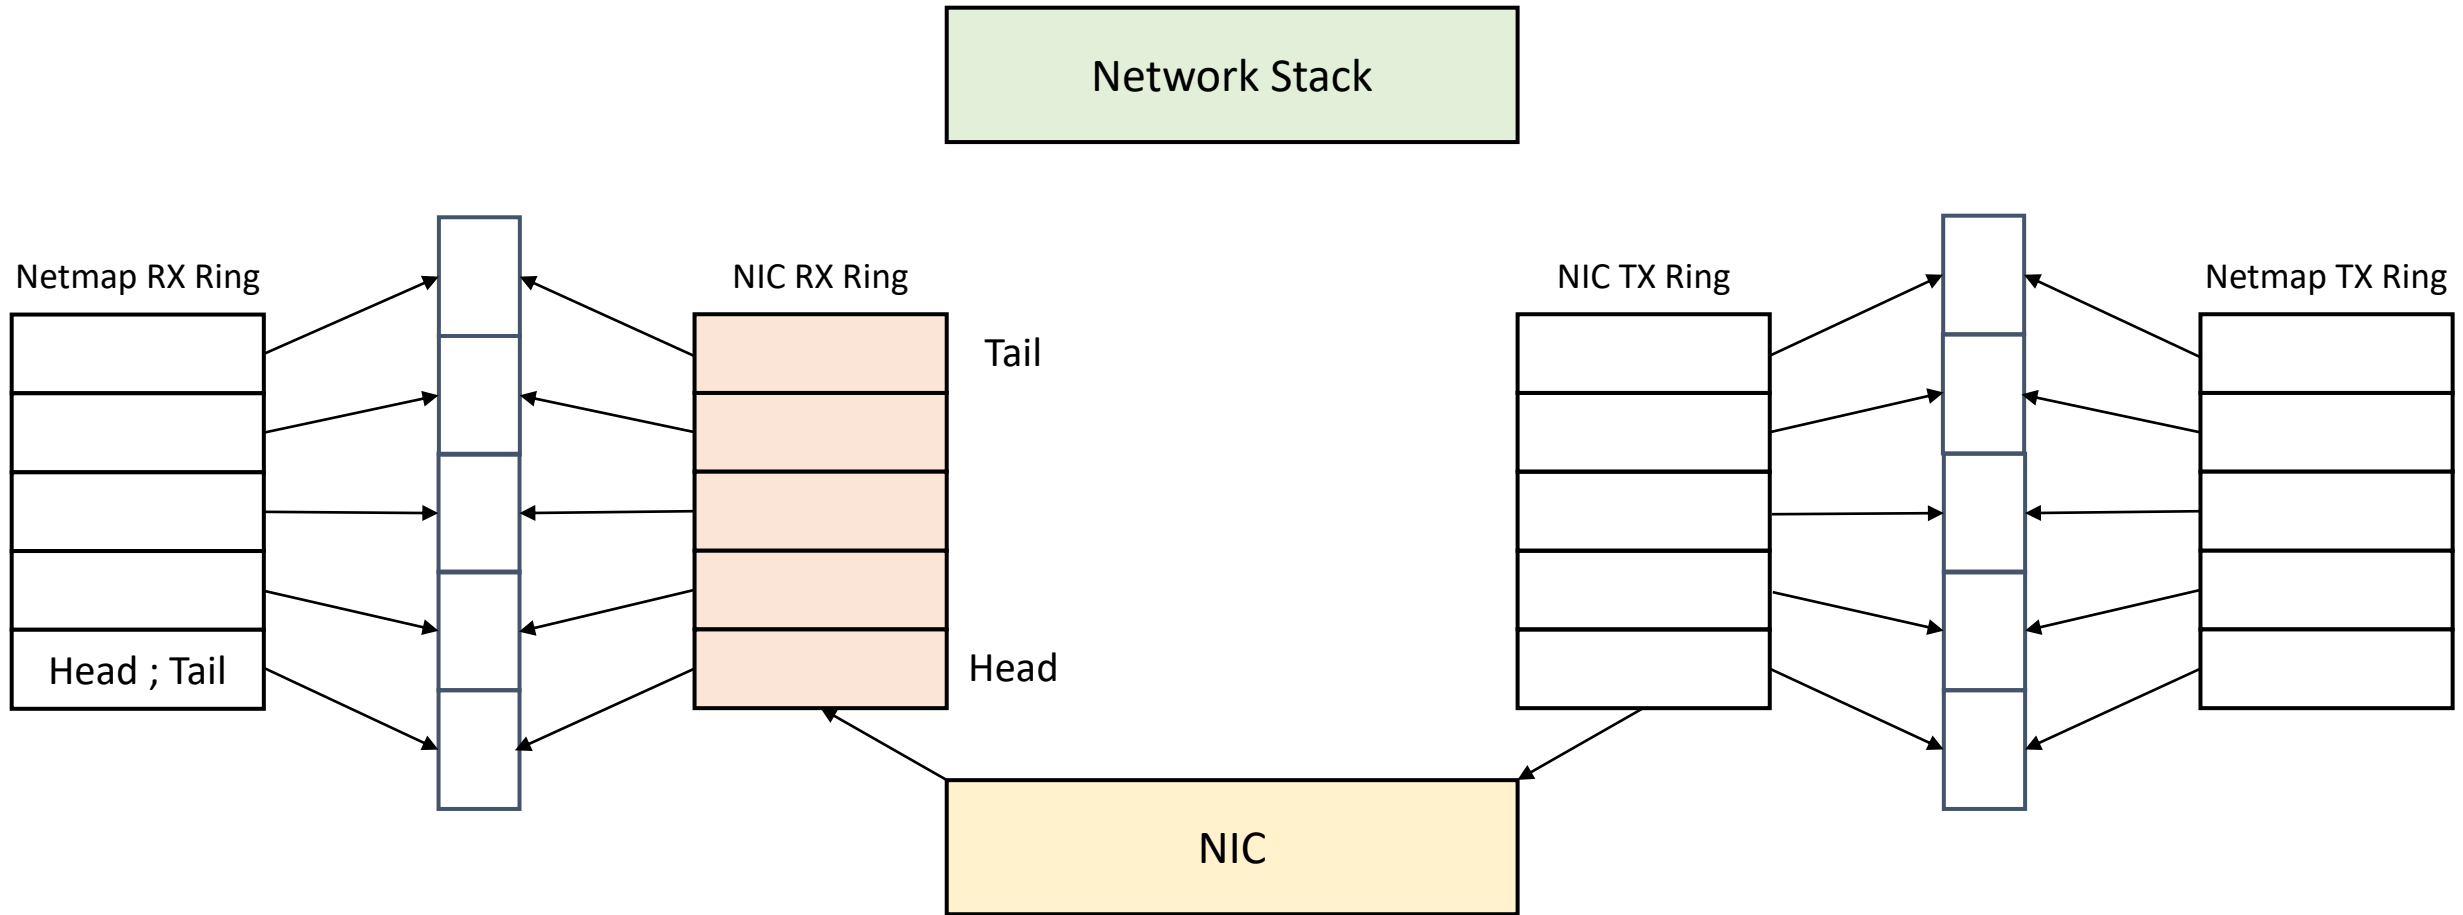 Network Stack
Netmap RX Ring
NIC RX Ring
NIC TX Ring
Netmap TX Ring
Tail
Head ; Tail
Head
NIC